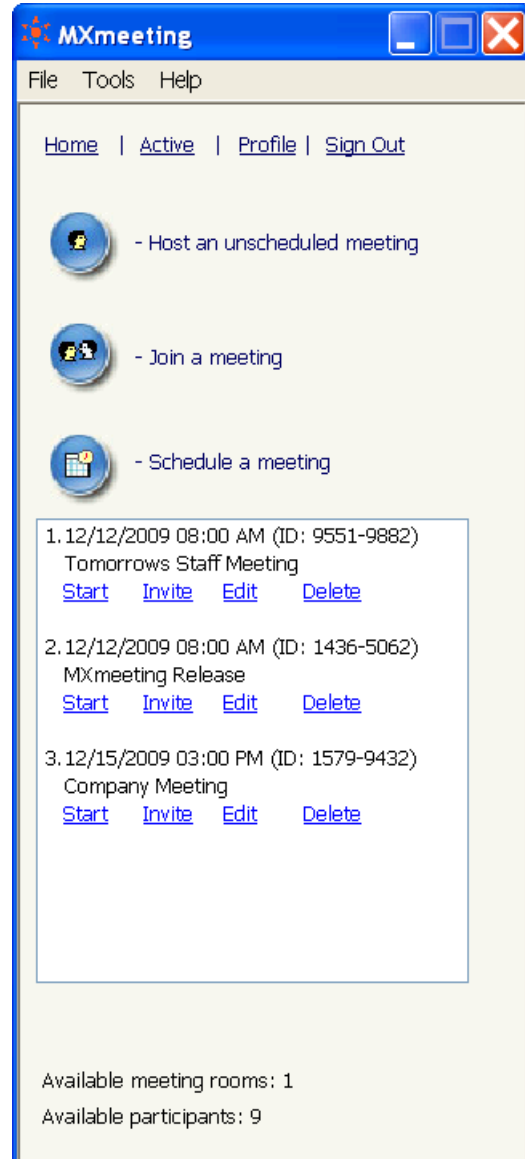 MXmeeting
File Tools Help
Home | Active | Profile | Sign Out
- Host an unscheduled meeting
- Join a meeting
- Schedule a meeting
1. 12/12/2009 08:00 AM (ID: 9551-9882)
Tomorrows Staff Meeting
Start Invite Edit Delete
2. 12/12/2009 08:00 AM (ID: 1436-5062)
MXmeeting Release
Start Invite Edit Delete
3. 12/15/2009 03:00 PM (ID: 1579-9432)
Company Meeting
Start Invite Edit Delete
Available meeting rooms: 1
Available participants: 9